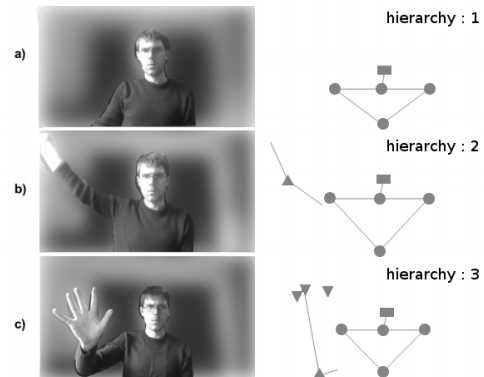 hierarchy : 1
a)
hierarchy : 2
b)
hierarchy : 3
c)